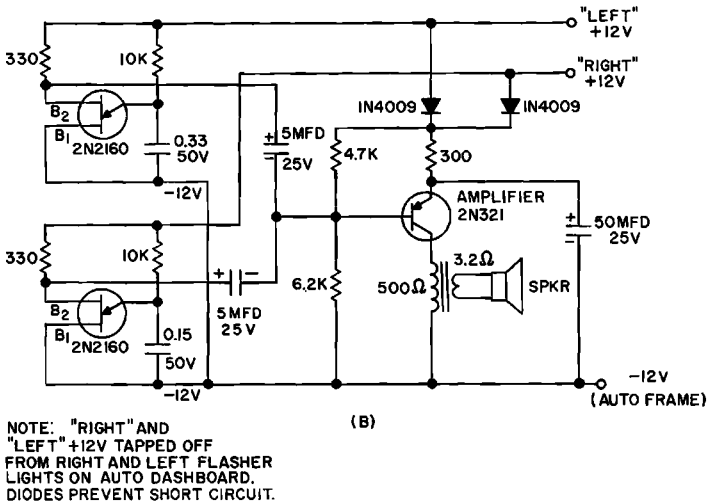 "LEFT"
+12V
330
10K
"RIGHT"
+12V
B2
B1
2N2160
0.33
50V
-12V
5MFD
25V
+
-
4.7K
IN4009
IN4009
300
AMPLIFIER
2N321
+
-
50MFD
25V
330
10K
+ -
5MFD
25V
6.2K
500Ω
3.2Ω
SPKR
B2
B1
2N2160
0.15
50V
-12V
-12V
(AUTO FRAME)
(B)
NOTE: "RIGHT" AND
"LEFT" +12V TAPPED OFF
FROM RIGHT AND LEFT FLASHER
LIGHTS ON AUTO DASHBOARD.
DIODES PREVENT SHORT CIRCUIT.